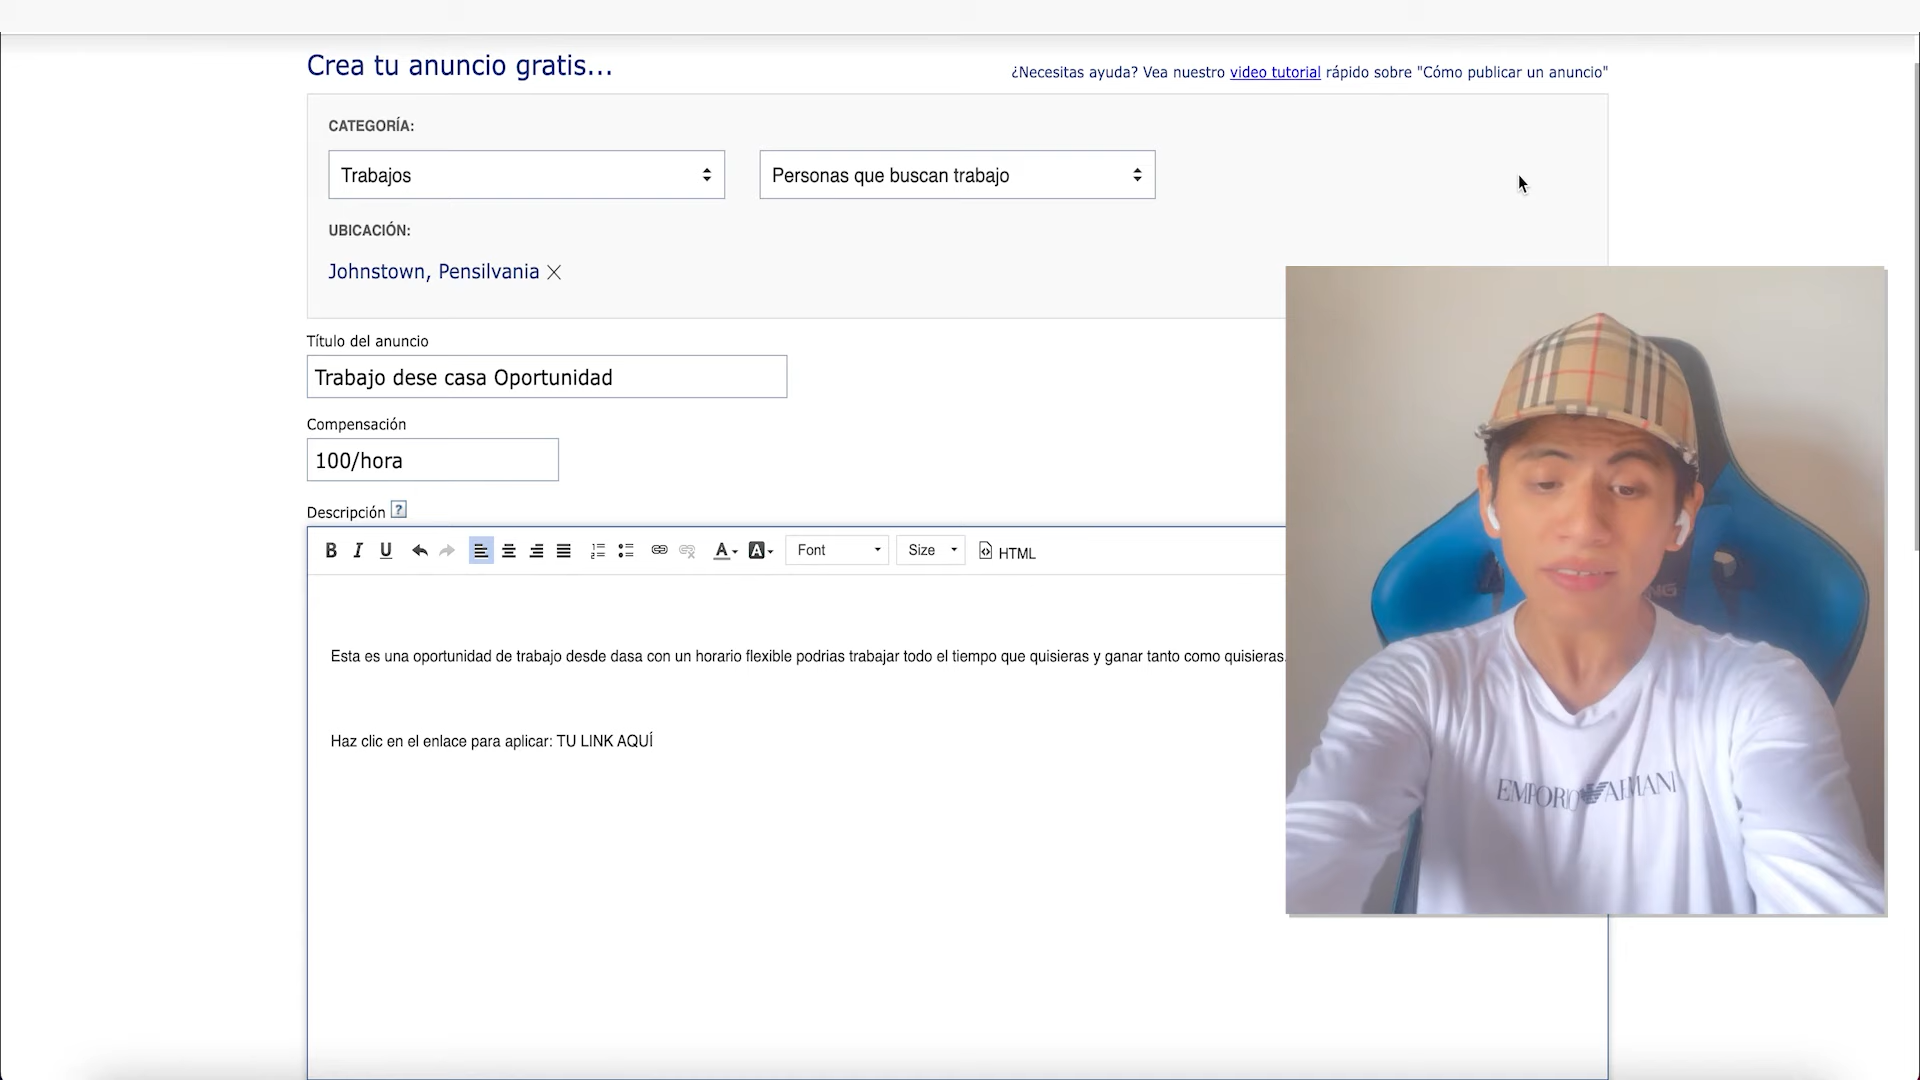 Crea tu anuncio gratis...
¿Necesitas ayuda? Vea nuestro video tutorial rápido sobre "Cómo publicar un anuncio"
CATEGORÍA:
Trabajos
Personas que buscan trabajo
UBICACIÓN:
Johnstown, Pensilvania
Título del anuncio
Trabajo dese casa Oportunidad
Compensación
100/hora
Descripción ?
B I U A A Font Size HTML
Esta es una oportunidad de trabajo desde dasa con un horario flexible podrias trabajar todo el tiempo que quisieras y ganar tanto como quisieras.
Haz clic en el enlace para aplicar: TU LINK AQUÍ
NG
EMPORIO ARMANI